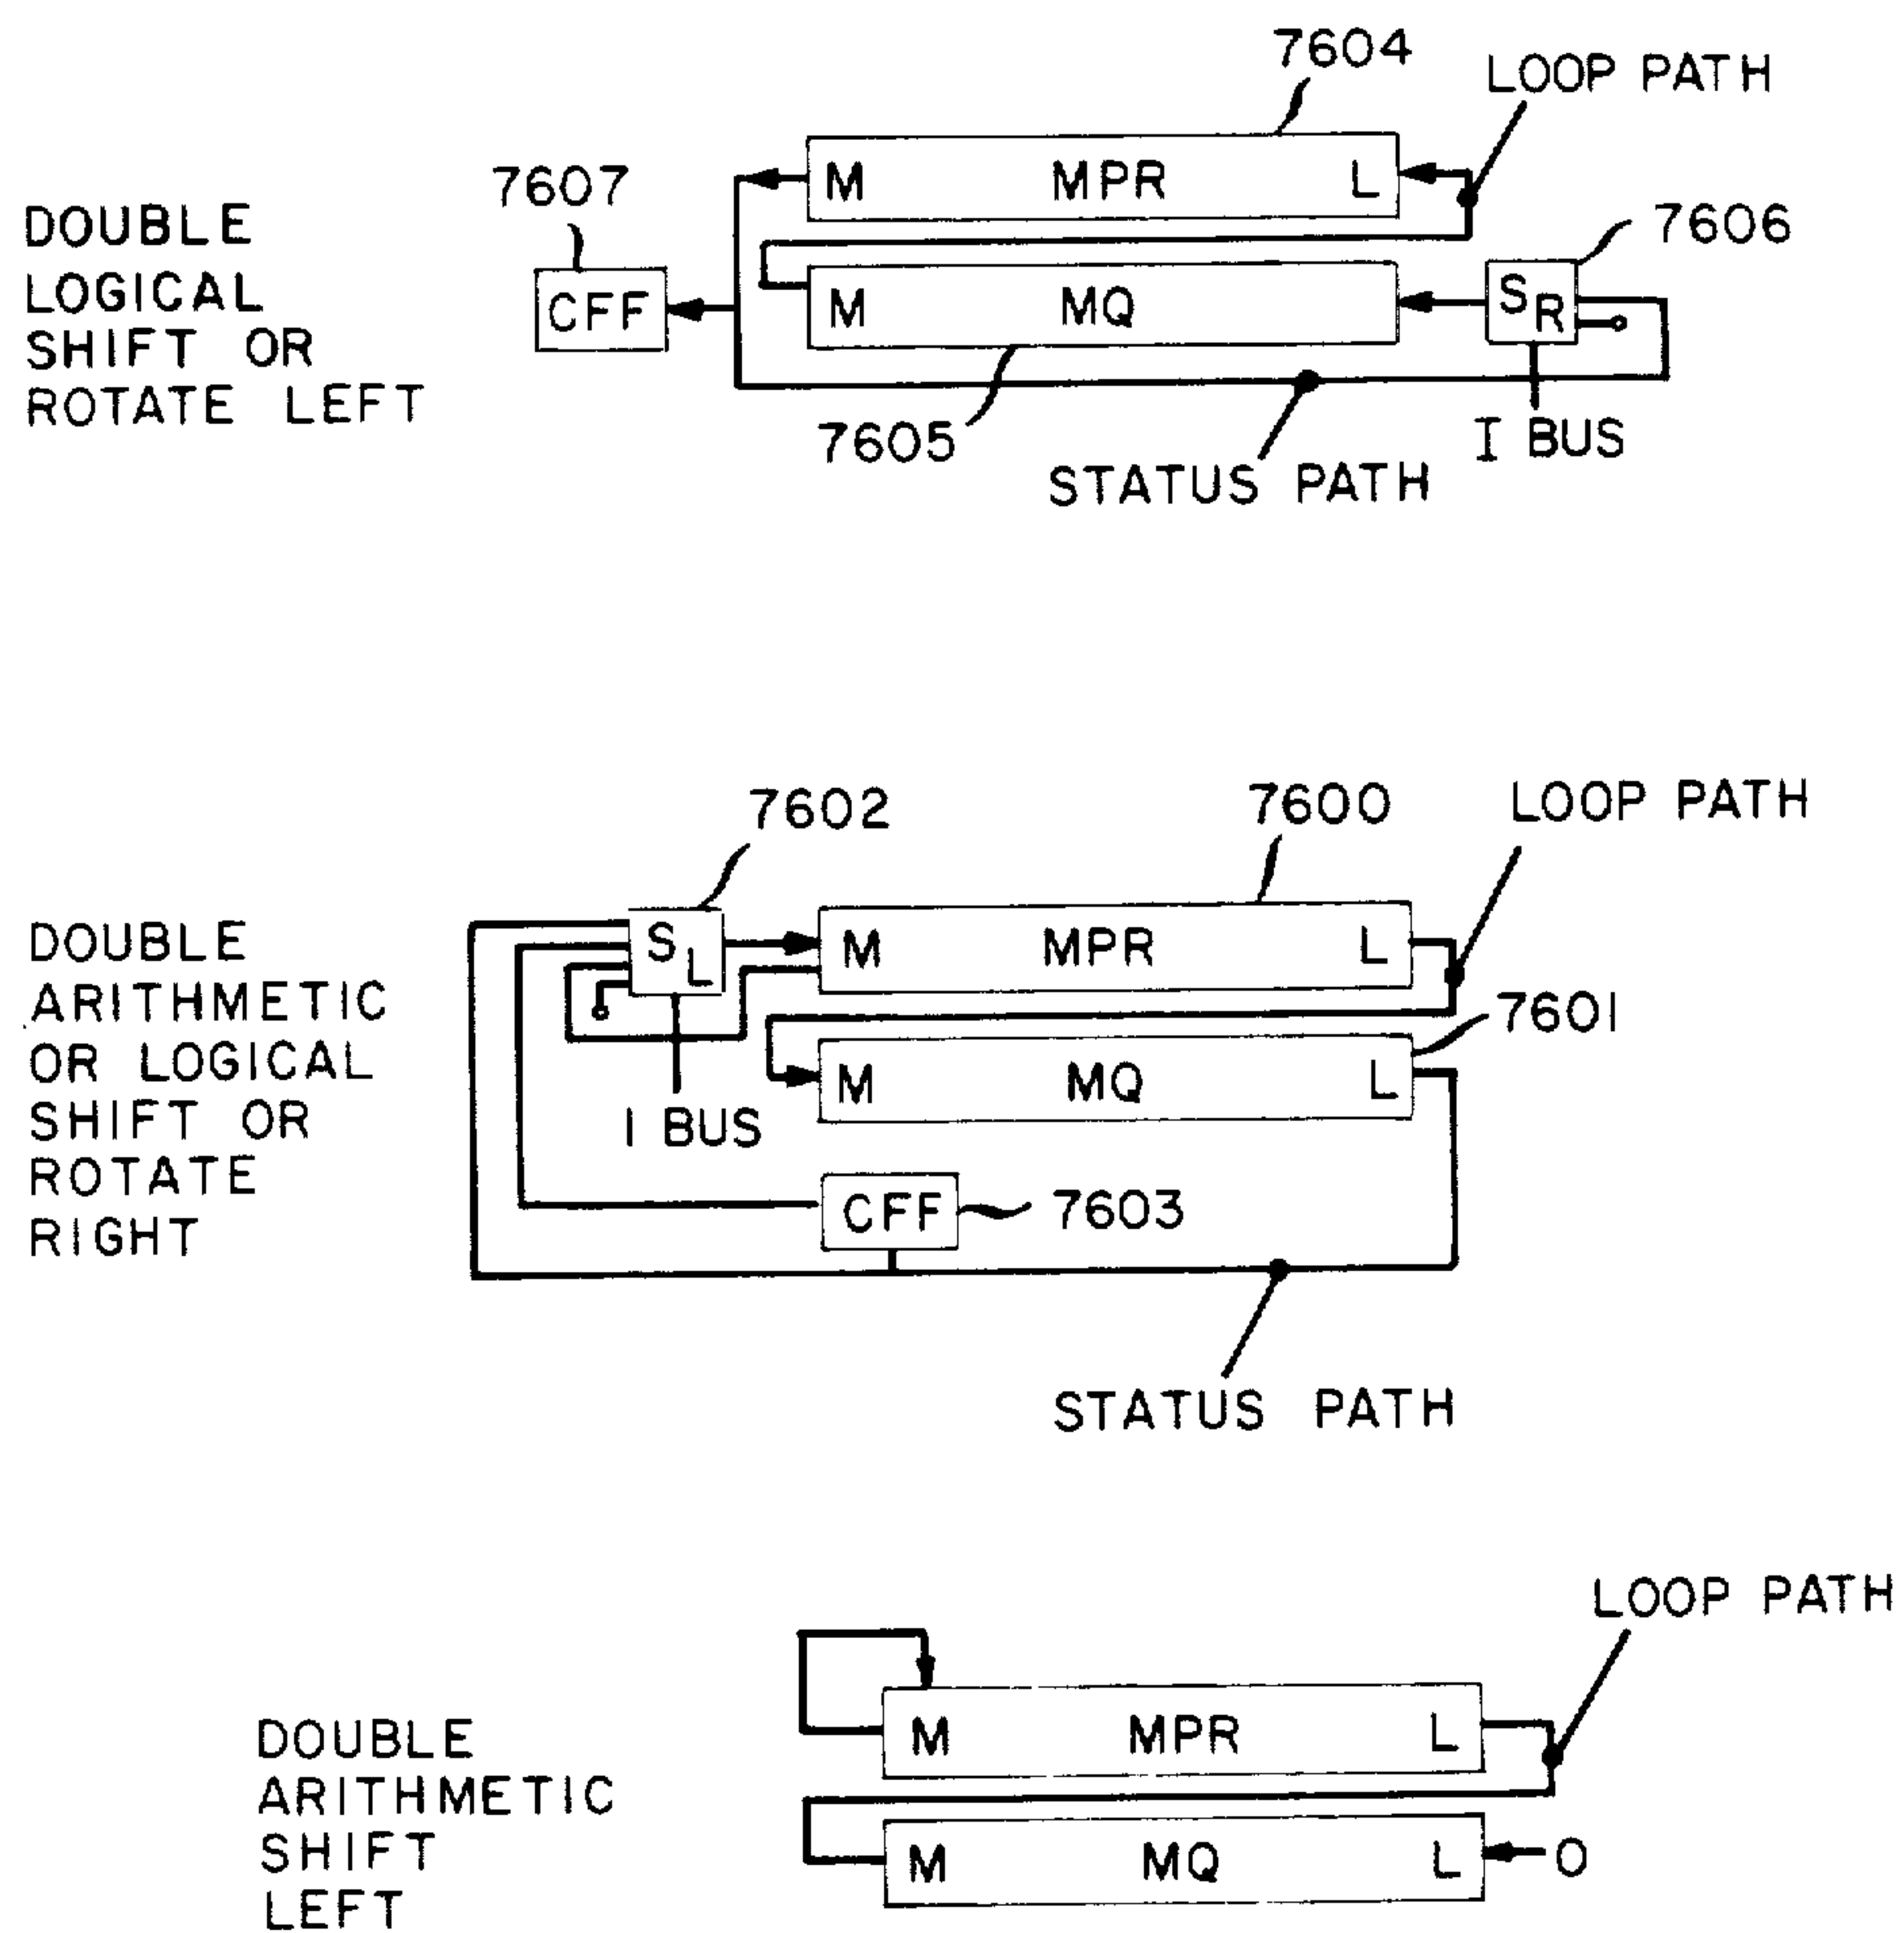 7604
LOOP PATH
7607
M MPR L
7606
DOUBLE
LOGICAL
SHIFT OR
ROTATE LEFT
CFF
M MQ
SR
7605
I BUS
STATUS PATH
7602
7600
LOOP PATH
DOUBLE
ARITHMETIC
OR LOGICAL
SHIFT OR
ROTATE
RIGHT
SL
M MPR L
7601
M MQ L
I BUS
CFF
7603
STATUS PATH
LOOP PATH
DOUBLE
ARITHMETIC
SHIFT
LEFT
M MPR L
M MQ L
0